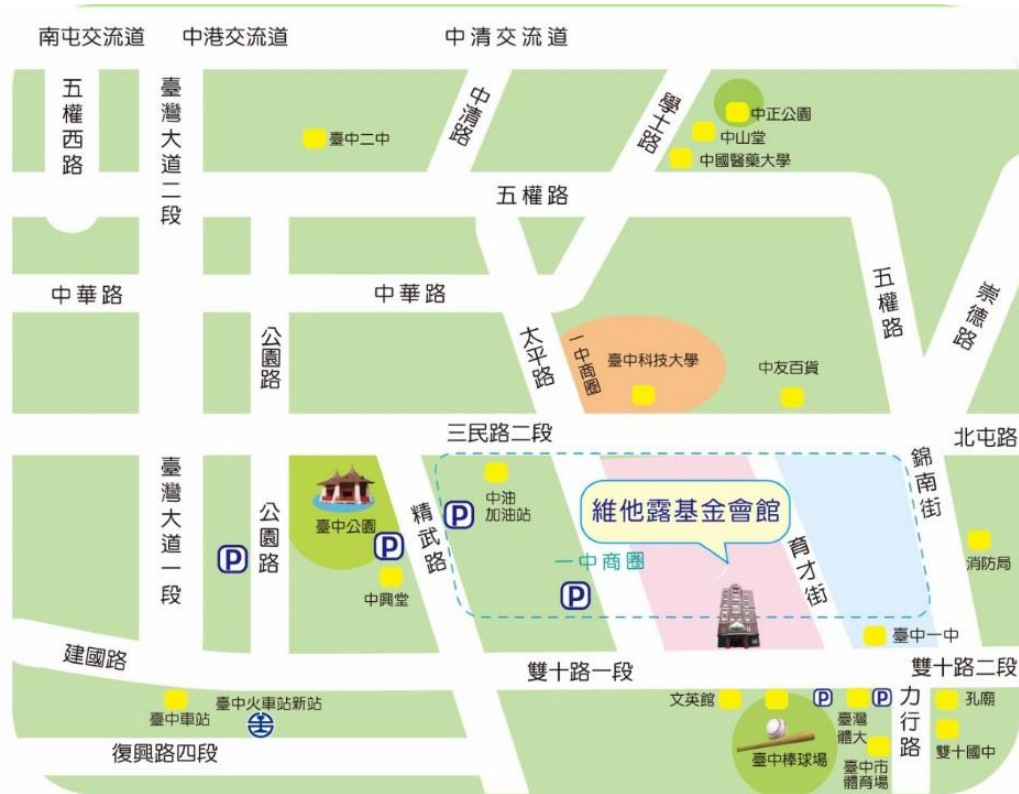 南屯交流道
中港交流道
中清交流道
五權西路
臺灣大道二段
臺中二中
中清路
學士路
中正公園
中山堂
中國醫藥大學
五權路
中華路
中華路
公園路
太平路
一中商圈
臺中科技大學
中友百貨
五權路
崇德路
三民路二段
北屯路
臺灣大道一段
公園路
P
臺中公園
P
中興堂
精武路
P
中油
加油站
一中商圈
P
維他露基金會館
育才街
錦南街
消防局
臺中一中
建國路
雙十路一段
雙十路二段
臺中車站
臺中火車站新站
復興路四段
文英館
臺中棒球場
P
臺灣
體大
P
臺中市
體育場
力行路
孔廟
雙十國中